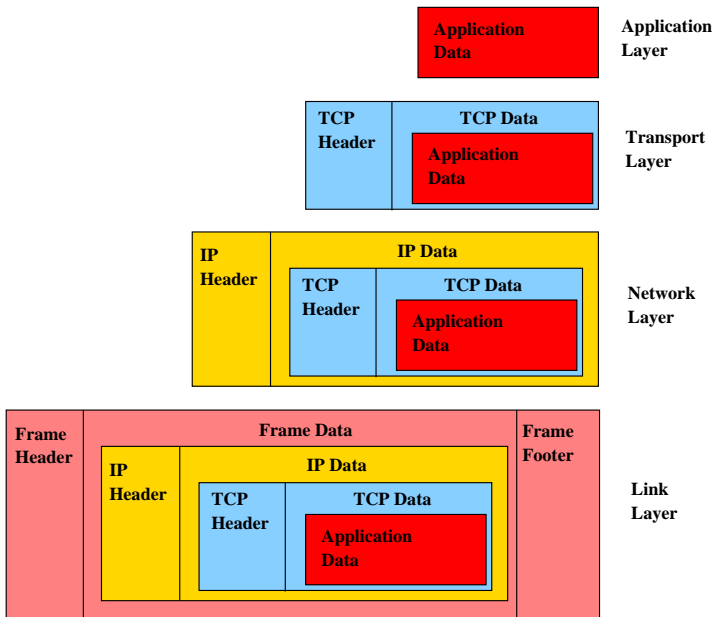 Application
Data
Application
Layer
TCP
Header
TCP Data
Application
Data
Transport
Layer
IP
Header
IP Data
TCP
Header
TCP Data
Application
Data
Network
Layer
Frame
Header
Frame Data
IP
Header
IP Data
TCP
Header
TCP Data
Application
Data
Frame
Footer
Link
Layer